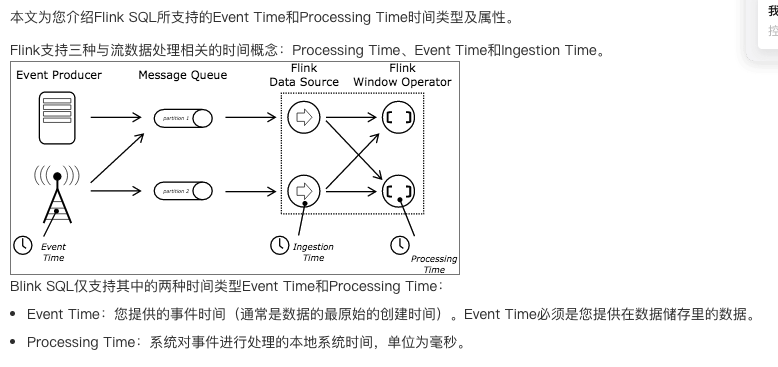 本文为您介绍Flink SQL所支持的Event Time和Processing Time时间类型及属性。
Flink支持三种与流数据处理相关的时间概念：Processing Time、Event Time和Ingestion Time。
Event Producer
Message Queue
Flink
Data Source
Flink
Window Operator
partition 1
partition 2
Event
Time
Ingestion
Time
Processing
Time
Blink SQL仅支持其中的两种时间类型Event Time和Processing Time：
• Event Time：您提供的事件时间（通常是数据的最原始的创建时间）。Event Time必须是您提供在数据储存里的数据。
• Processing Time：系统对事件进行处理的本地系统时间，单位为毫秒。